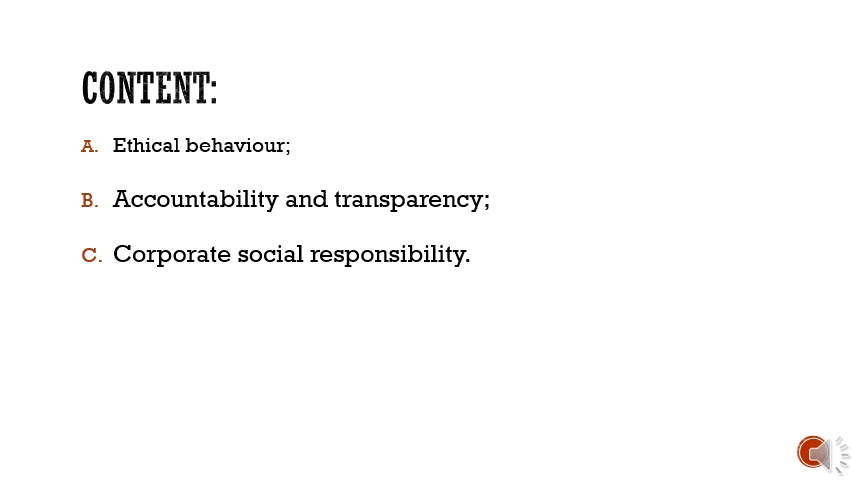 CONTENT:
A. Ethical behaviour;
B. Accountability and transparency;
C. Corporate social responsibility.